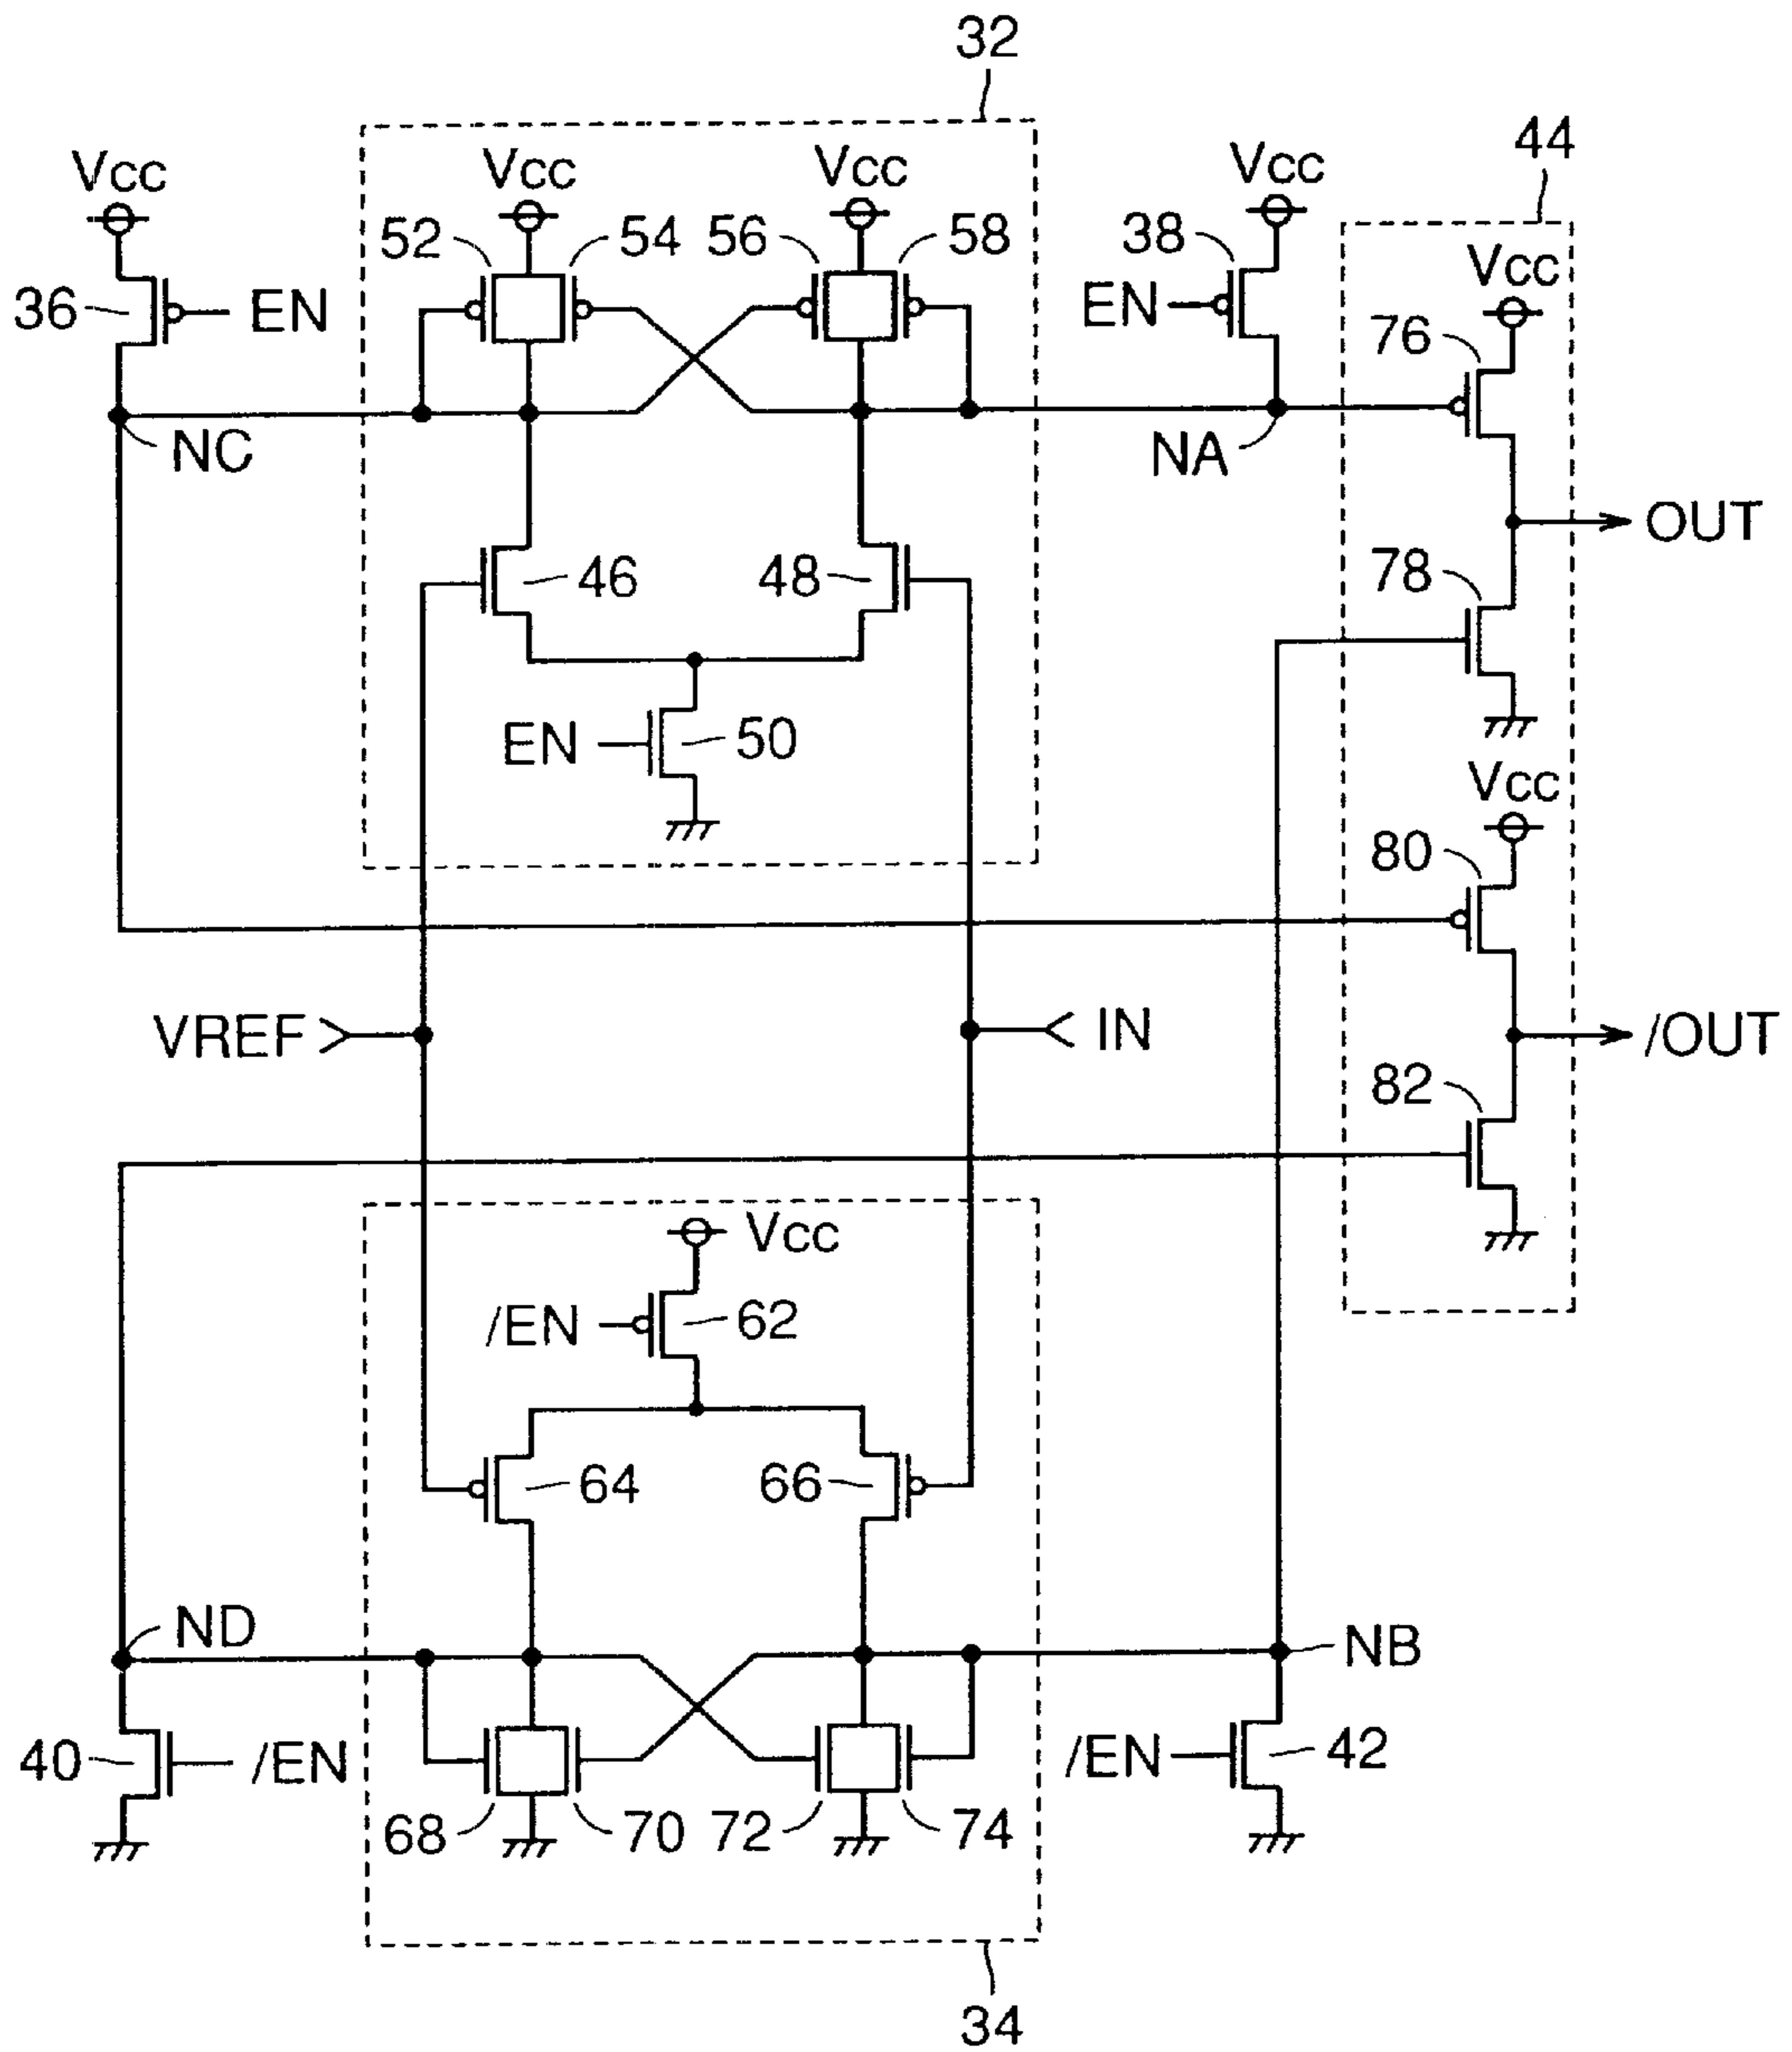 32
44
Vcc
Vcc
Vcc
Vcc
52
54
56
58
38
Vcc
36
EN
EN
76
NC
NA
OUT
46
48
78
EN
50
Vcc
80
VREF
IN
/OUT
82
Vcc
/EN
62
64
66
ND
NB
40
/EN
/EN
42
68
70
72
74
34